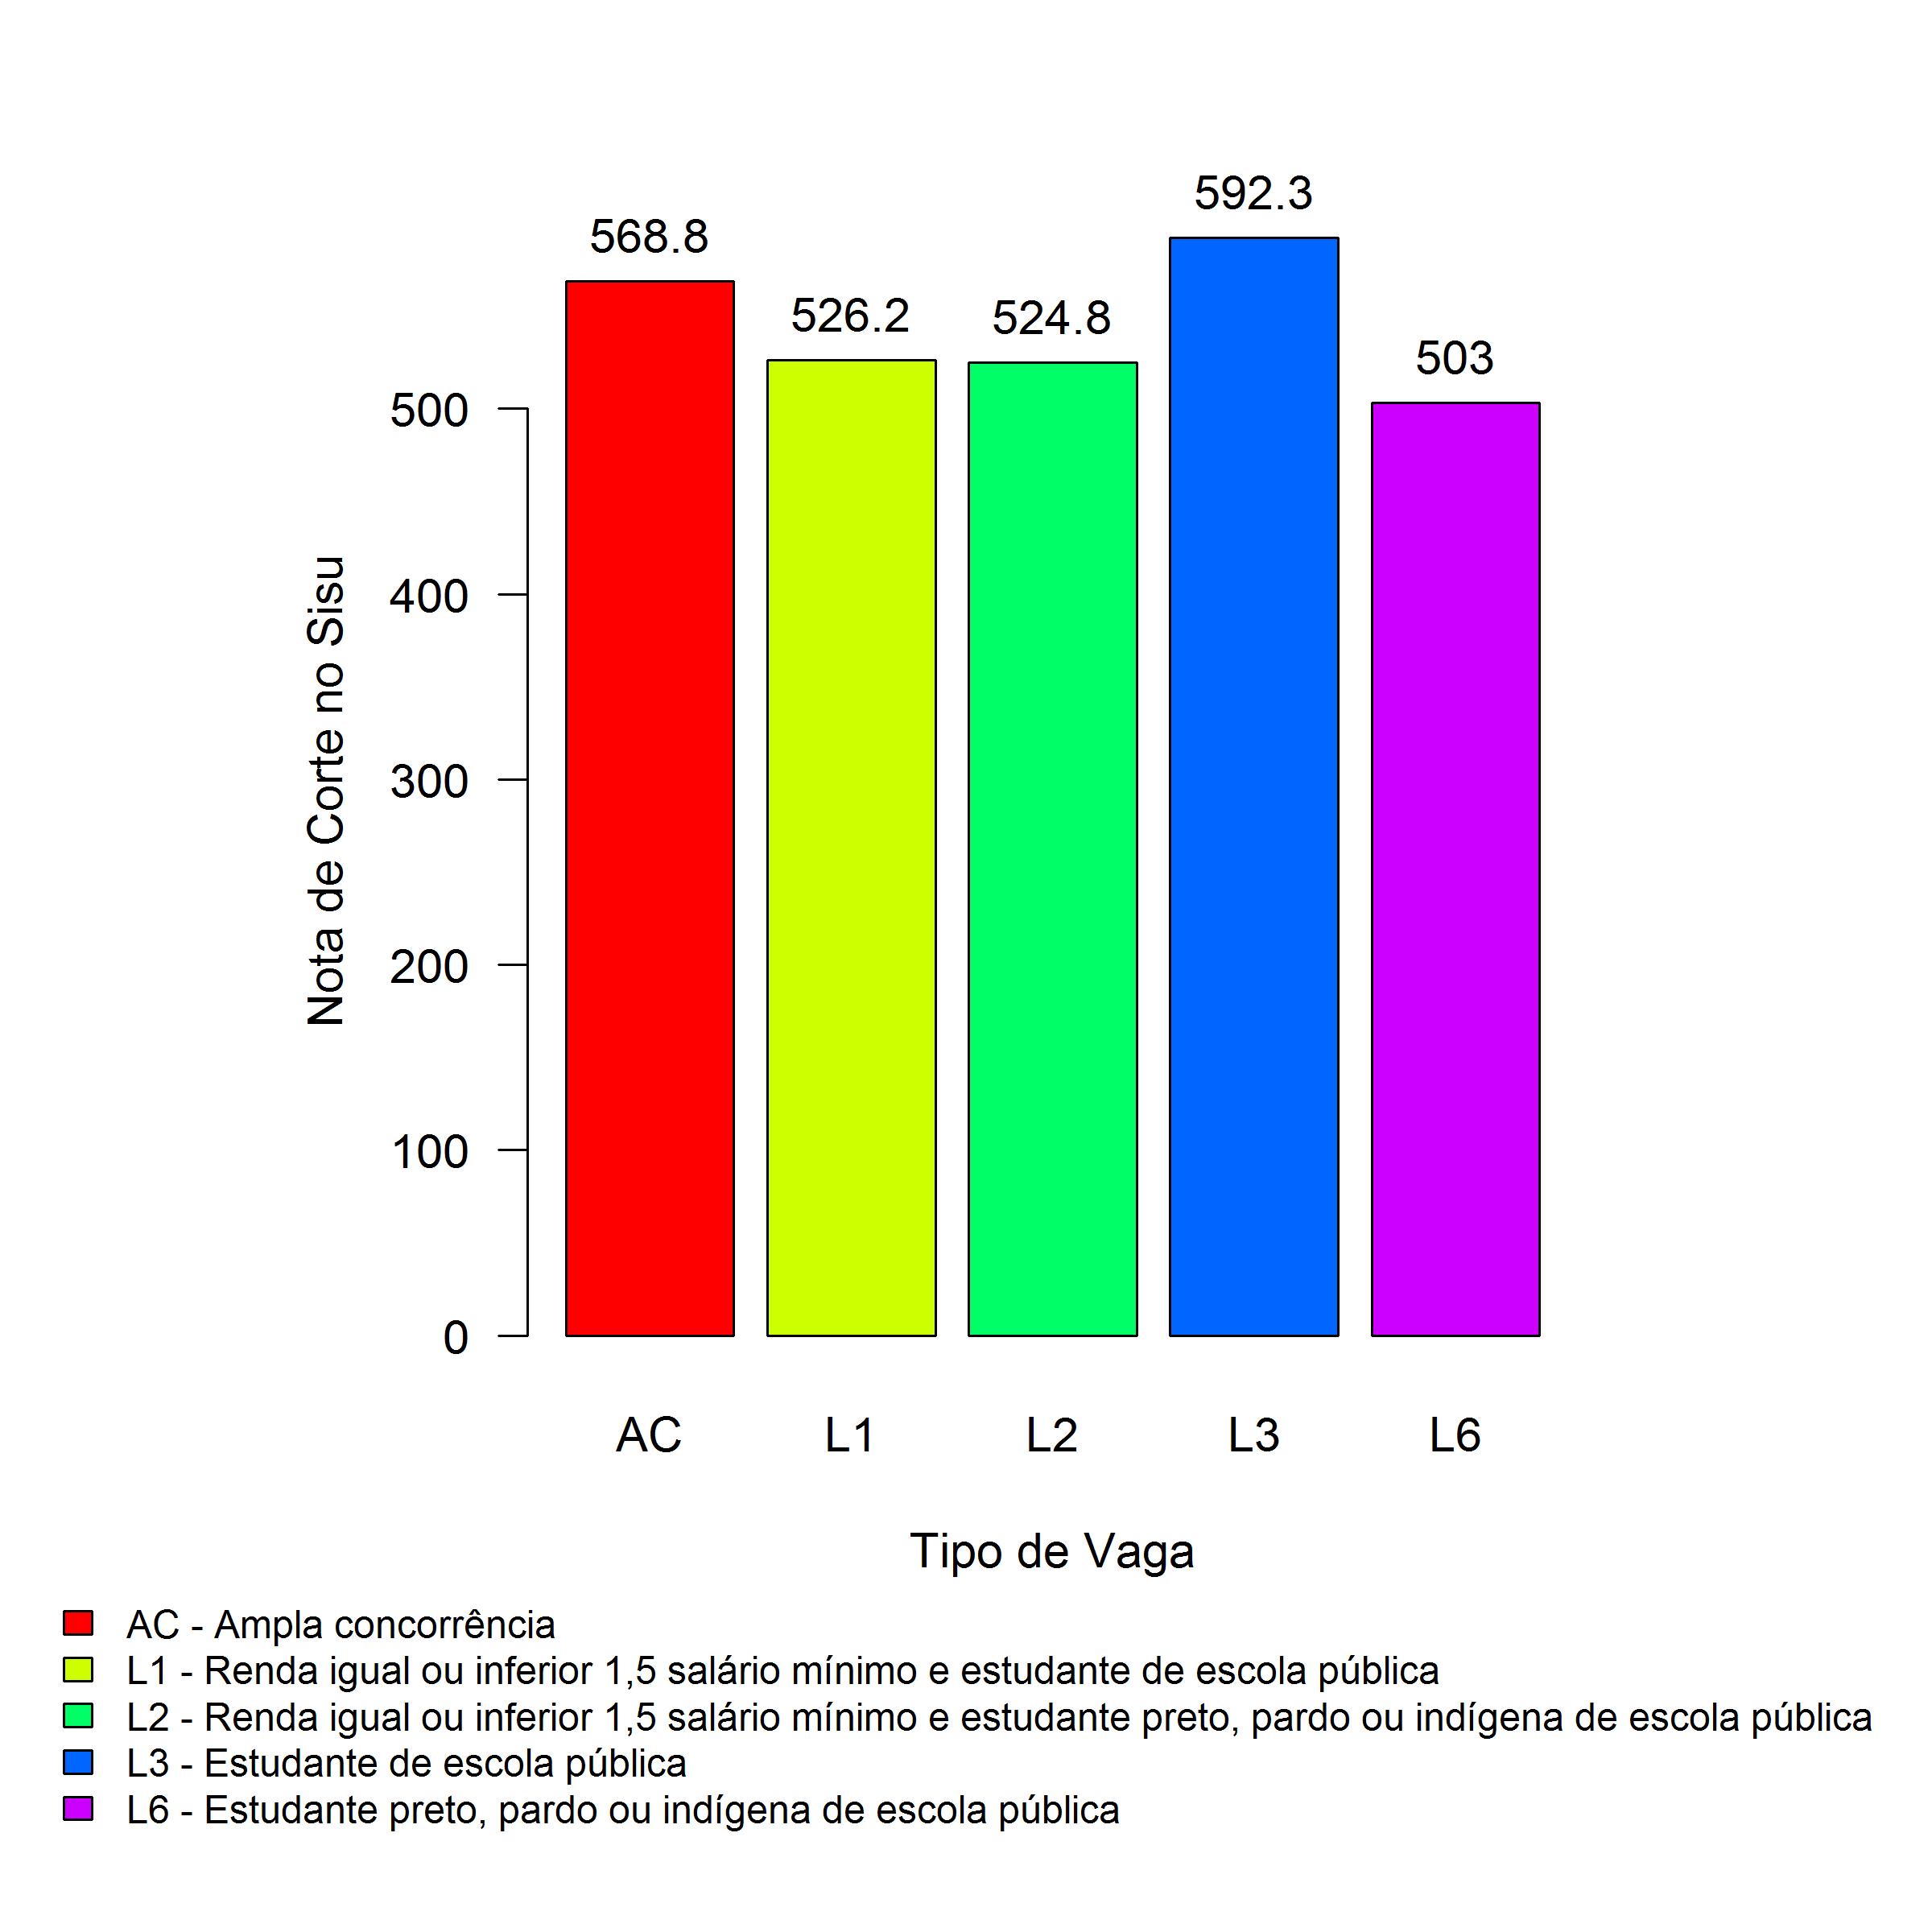 592.3
568.8
526.2
524.8
503
500
400
300
200
100
0
Nota de Corte no Sisu
AC
L1
L2
L3
L6
Tipo de Vaga
AC - Ampla concorrência
L1 - Renda igual ou inferior 1,5 salário mínimo e estudante de escola pública
L2 - Renda igual ou inferior 1,5 salário mínimo e estudante preto, pardo ou indígena de escola pública
L3 - Estudante de escola pública
L6 - Estudante preto, pardo ou indígena de escola pública